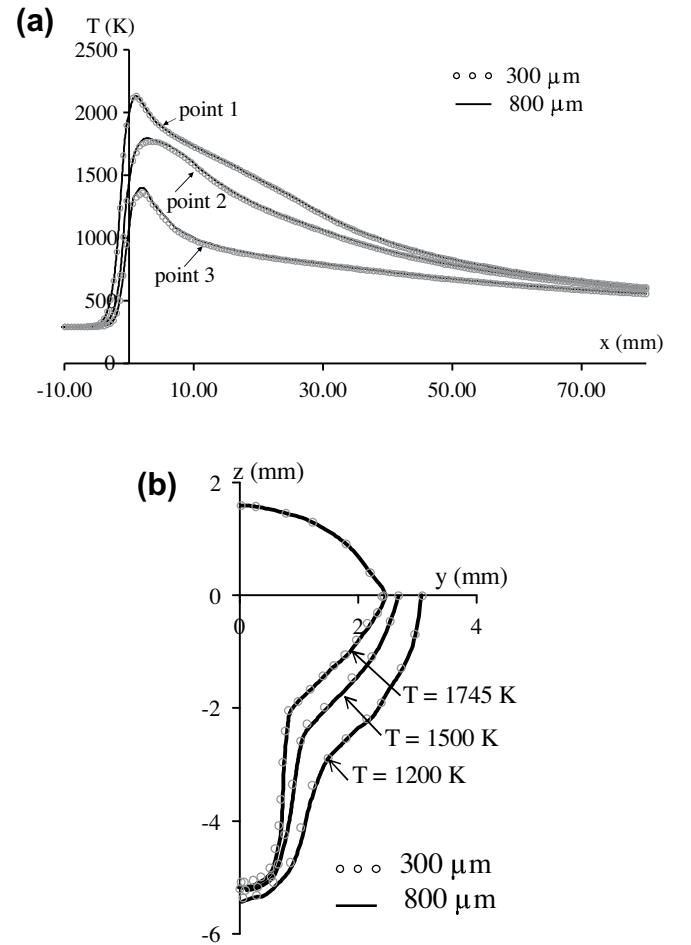 (a)
T (K)
2500
2000
1500
1000
500
0
-10.00 10.00 30.00 50.00 70.00
x (mm)
300 µm
800 µm
point 1
point 2
point 3
(b)
z (mm)
2
0
-2
-4
-6
0 2 4
y (mm)
T = 1745 K
T = 1500 K
T = 1200 K
300 µm
800 µm